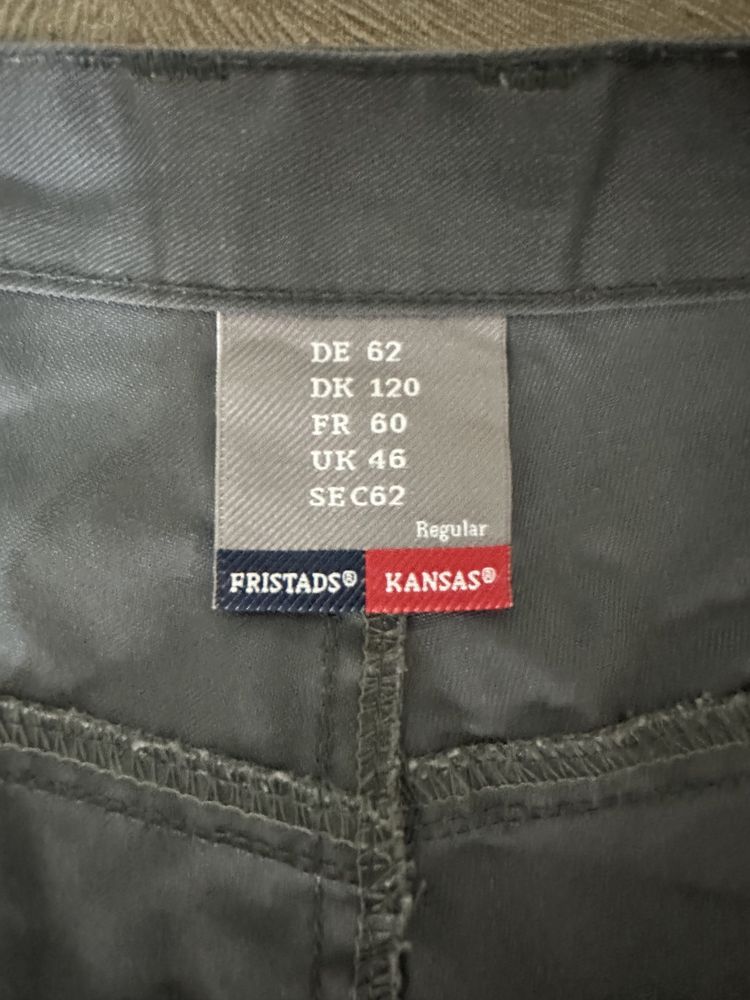 DE 62
DK 120
FR 60
UK 46
SE C62
Regular
FRISTADS® KANSAS®